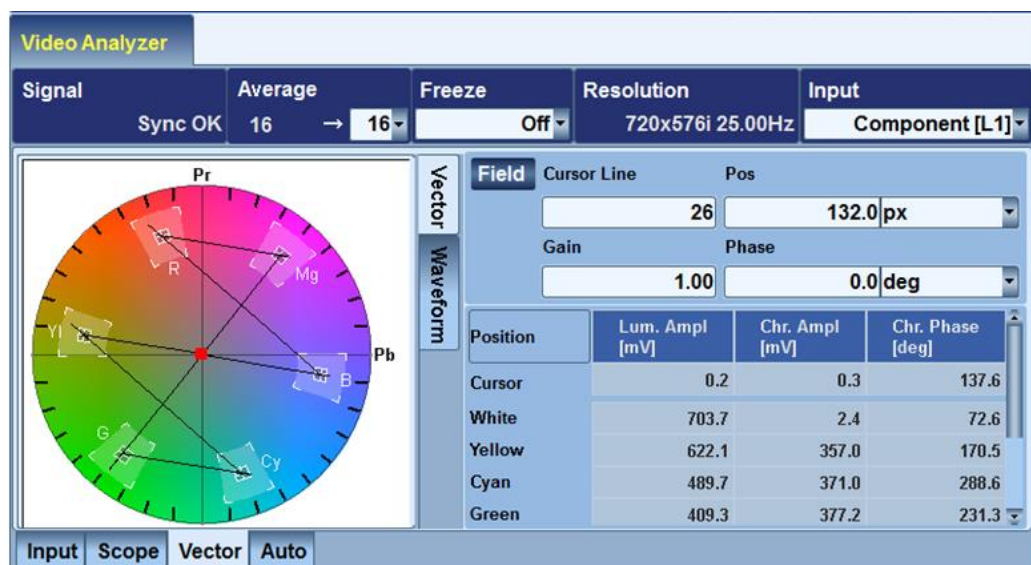 Video Analyzer
Signal Average Freeze Resolution Input
Sync OK 16 → 16 Off 720x576i 25.00Hz Component [L1]
Pr
R
Mg
Yl
Pb
B
G
Cy
Vector
Waveform
Field Cursor Line Pos
26 132.0 px
Gain Phase
1.00 0.0 deg
Position Lum. Ampl [mV] Chr. Ampl [mV] Chr. Phase [deg]
Cursor 0.2 0.3 137.6
White 703.7 2.4 72.6
Yellow 622.1 357.0 170.5
Cyan 489.7 371.0 288.6
Green 409.3 377.2 231.3
Input Scope Vector Auto